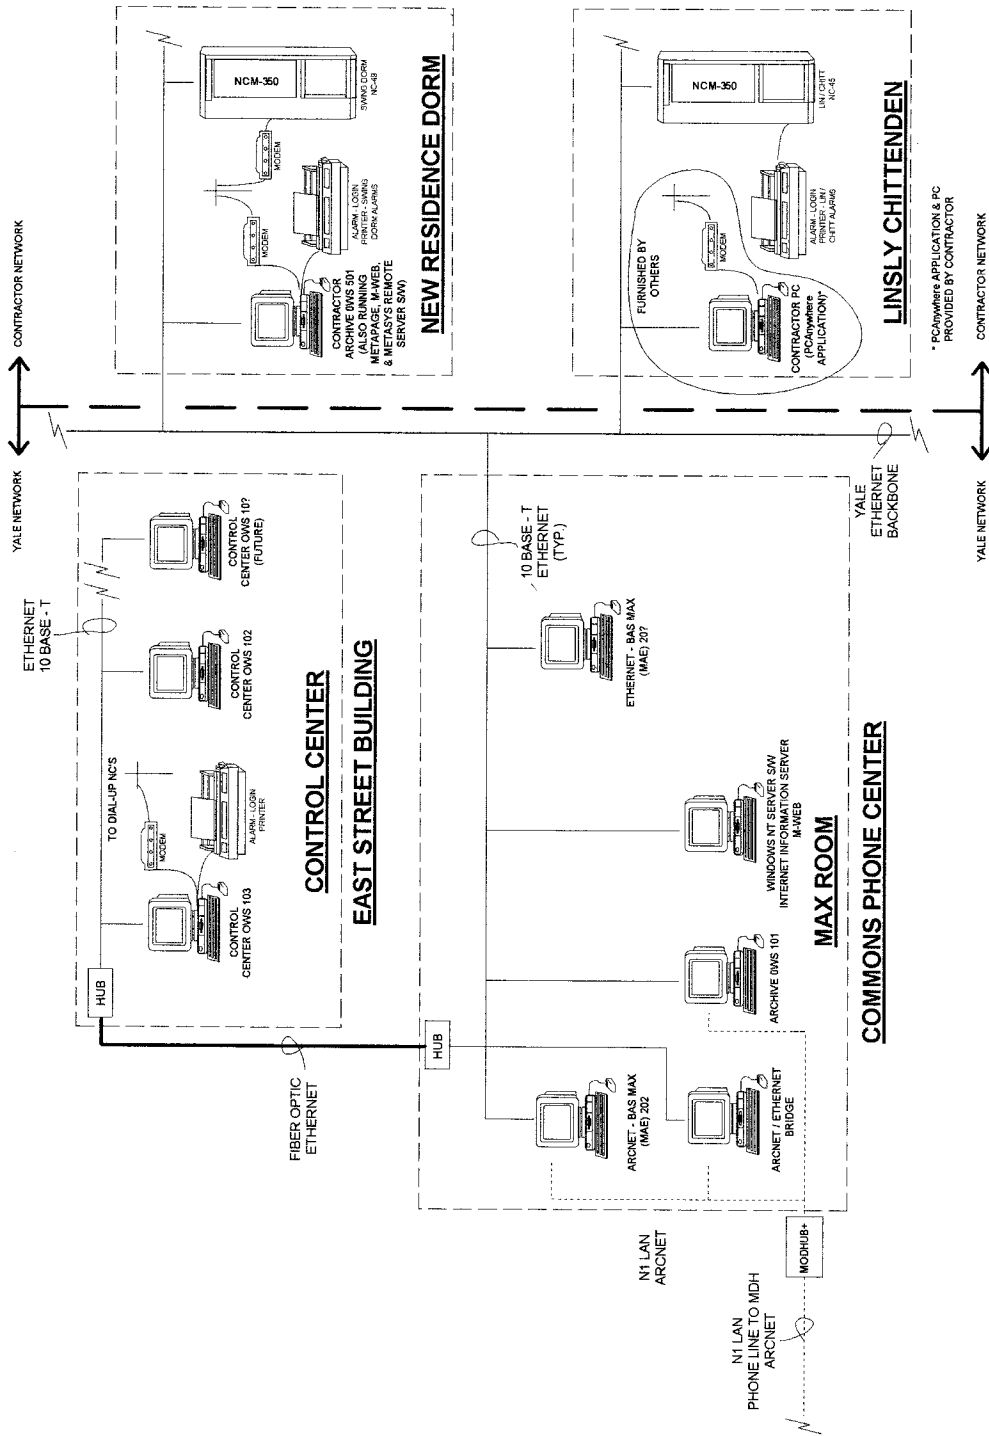 YALE NETWORK
CONTRACTOR NETWORK
ETHERNET
10 BASE - T
HUB
TO DIAL-UP NC'S
MODEM
CONTROL
CENTER OWS 103
ALARM - LOGIN
PRINTER
CONTROL
CENTER OWS 102
CONTROL
CENTER OWS 10?
(FUTURE)
CONTROL CENTER
EAST STREET BUILDING
FIBER OPTIC
ETHERNET
HUB
10 BASE - T
ETHERNET
(TYP.)
ARCNET - BAS MAX
(MAE) 202
ETHERNET - BAS MAX
(MAE) 20?
ARCNET / ETHERNET
BRIDGE
ARCHIVE OWS 101
WINDOWS NT SERVER S/W
INTERNET INFORMATION SERVER
M-WEB
MAX ROOM
COMMONS PHONE CENTER
N1 LAN
ARCNET
MODHUB+
N1 LAN
PHONE LINE TO MDH
ARCNET
YALE
ETHERNET
BACKBONE
NCM-350
SWING DORM
NC-49
MODEM
MODEM
ALARM - LOGIN
PRINTER - SWING
DORM ALARMS
CONTRACTOR
ARCHIVE OWS 501
(ALSO RUNNING
METAPAGE, M-WEB,
& METASYS REMOTE
SERVER S/W)
NEW RESIDENCE DORM
NCM-350
LIN / CHITT
NC-45
FURNISHED BY
OTHERS
MODEM
ALARM - LOGIN
PRINTER - LIN /
CHITT ALARMS
CONTRACTOR PC
(PCAnywhere
APPLICATION)*
LINSLY CHITTENDEN
* PCAnywhere APPLICATION & PC
PROVIDED BY CONTRACTOR
YALE NETWORK
CONTRACTOR NETWORK